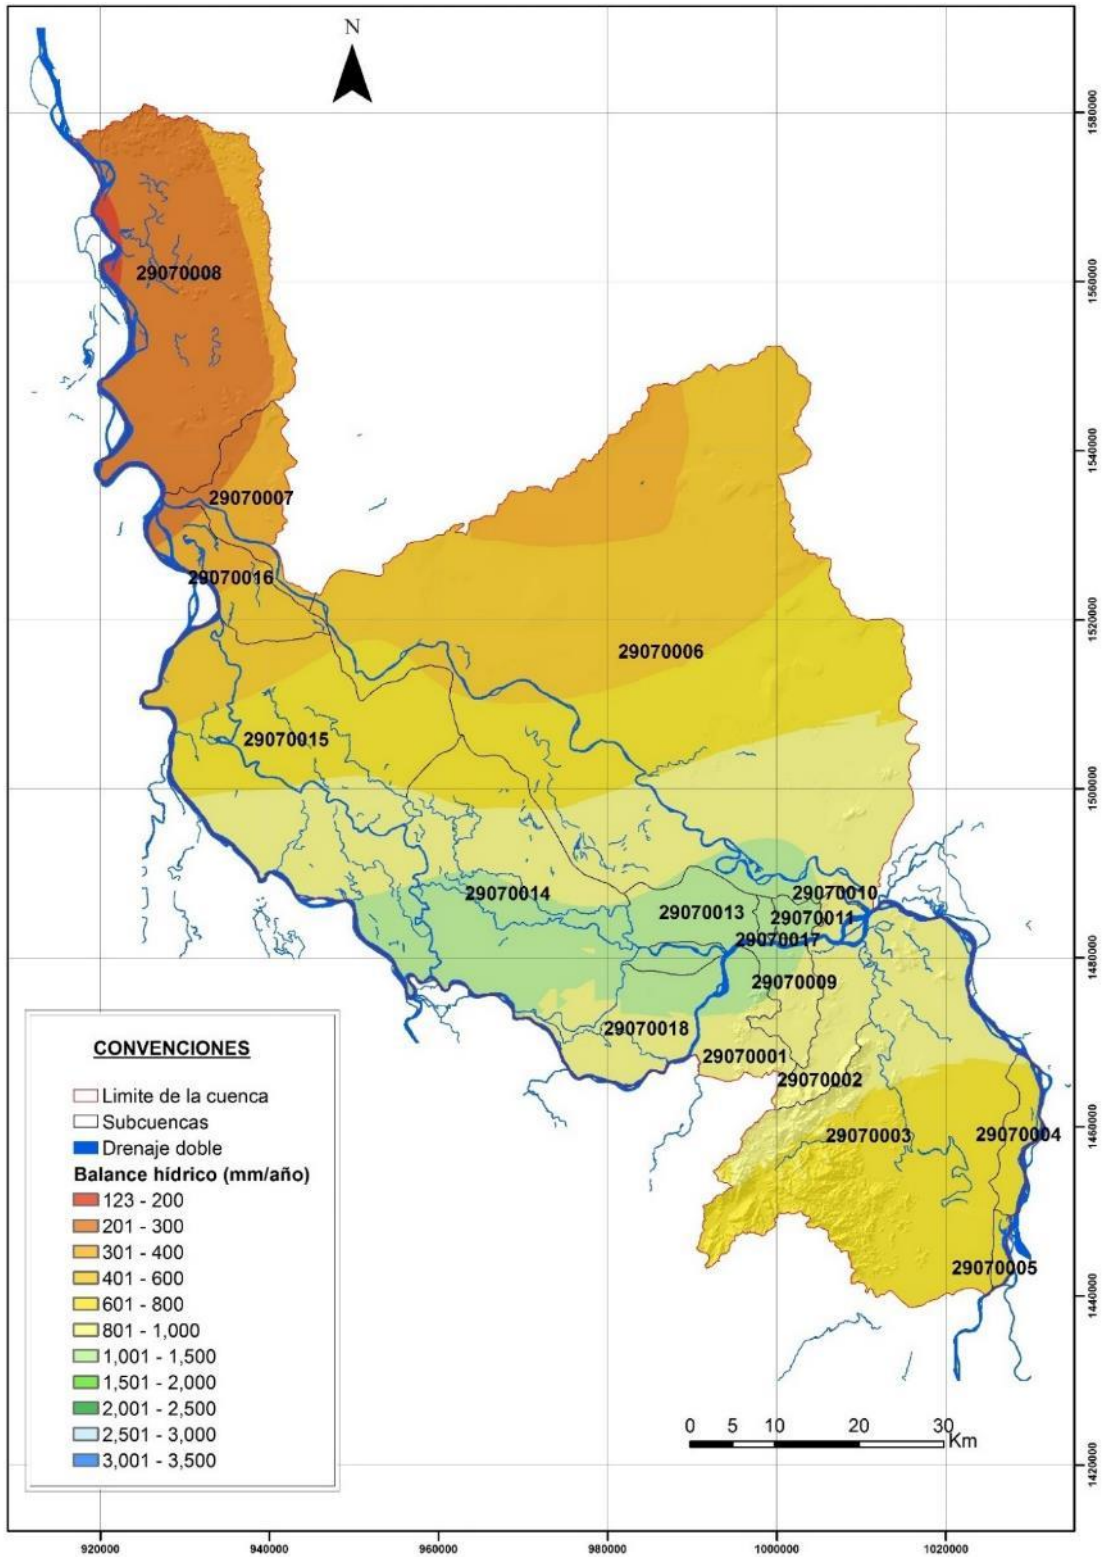 N
1580000
29070008
1560000
1540000
29070007
29070016
1520000
29070006
29070015
1500000
29070014
29070010
29070013
29070011
29070017
1480000
29070009
29070018
29070001
29070002
29070003
29070004
1460000
29070005
1440000
CONVENCIONES
Limite de la cuenca
Subcuencas
Drenaje doble
Balance hídrico (mm/año)
123 - 200
201 - 300
301 - 400
401 - 600
601 - 800
801 - 1,000
1,001 - 1,500
1,501 - 2,000
2,001 - 2,500
2,501 - 3,000
3,001 - 3,500
0 5 10 20 30
Km
1420000
920000 940000 960000 980000 1000000 1020000